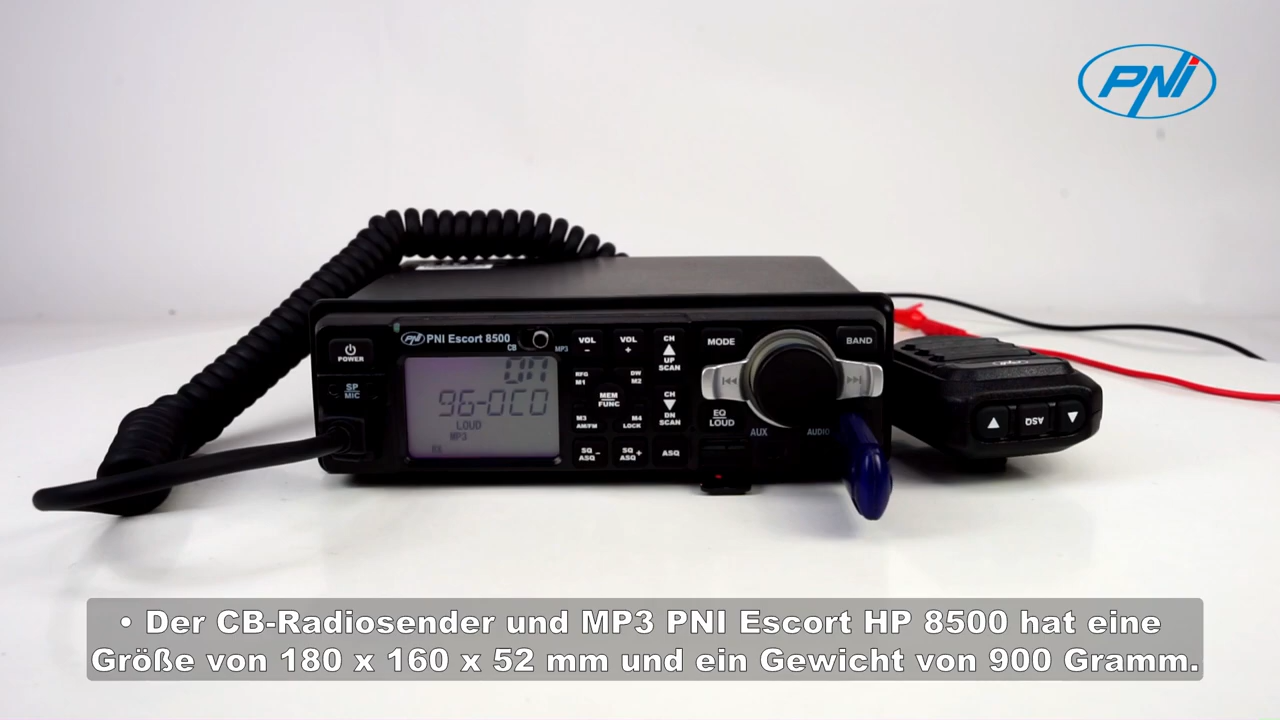 PNI
PNI Escort 8500
CB
MP3
POWER
SP
MIC
ON
96-0C0
LOUD
MP3
VOL
-
VOL
+
CH
▲
UP
SCAN
RFG
M1
DW
M2
MEM
FUNC
CH
▼
DN
SCAN
M3
AM/FM
M4
LOCK
SQ -
ASQ
SQ +
ASQ
ASQ
MODE
BAND
EQ
LOUD
AUX
AUDIO
▲
ASQ
▼
• Der CB-Radiosender und MP3 PNI Escort HP 8500 hat eine
Größe von 180 x 160 x 52 mm und ein Gewicht von 900 Gramm.